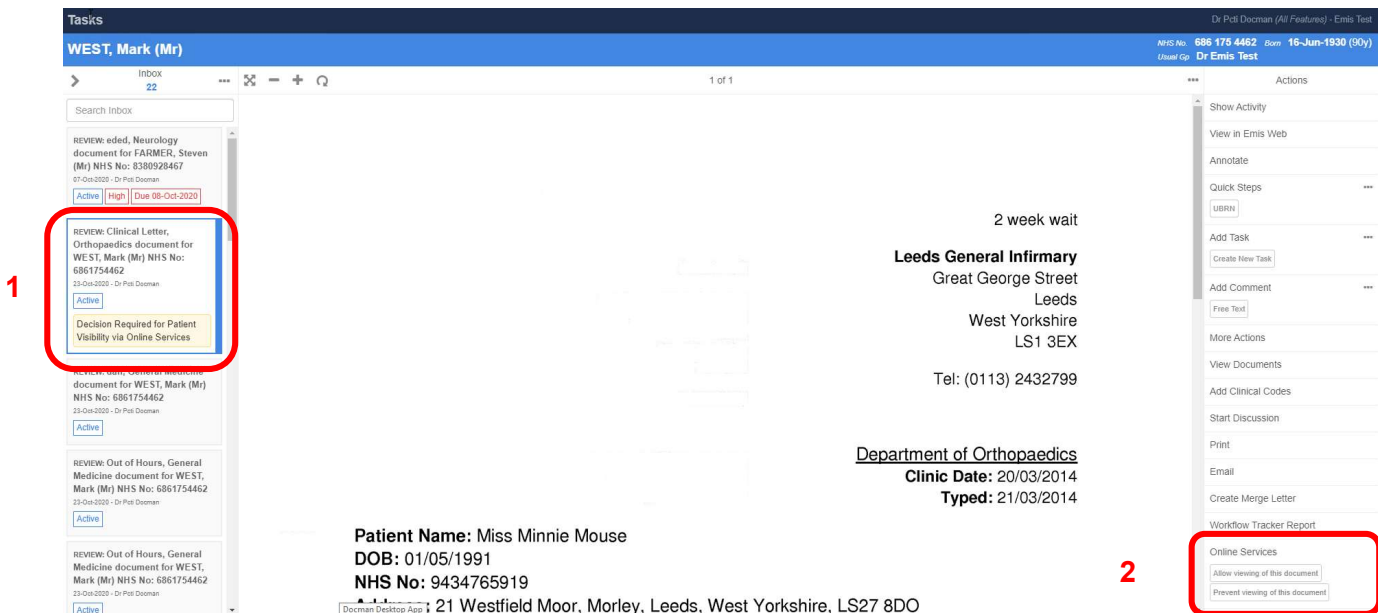 Tasks
Dr Pcti Docman (All Features) - Emis Test
WEST, Mark (Mr)
NHS No. 686 175 4462 Born 16-Jun-1930 (90y)
Usual Gp Dr Emis Test
Inbox
22
1 of 1
Actions
Search Inbox
REVIEW: eded, Neurology
document for FARMER, Steven
(Mr) NHS No: 8380928467
07-Oct-2020 - Dr Pcti Docman
Active High Due 08-Oct-2020
1
REVIEW: Clinical Letter,
Orthopaedics document for
WEST, Mark (Mr) NHS No:
6861754462
23-Oct-2020 - Dr Pcti Docman
Active
Decision Required for Patient
Visibility via Online Services
General Medicine
document for WEST, Mark (Mr)
NHS No: 6861754462
23-Oct-2020 - Dr Pcti Docman
Active
REVIEW: Out of Hours, General
Medicine document for WEST,
Mark (Mr) NHS No: 6861754462
23-Oct-2020 - Dr Pcti Docman
Active
REVIEW: Out of Hours, General
Medicine document for WEST,
Mark (Mr) NHS No: 6861754462
23-Oct-2020 - Dr Pcti Docman
Active
2 week wait
Leeds General Infirmary
Great George Street
Leeds
West Yorkshire
LS1 3EX
Tel: (0113) 2432799
Department of Orthopaedics
Clinic Date: 20/03/2014
Typed: 21/03/2014
Patient Name: Miss Minnie Mouse
DOB: 01/05/1991
NHS No: 9434765919
21 Westfield Moor, Morley, Leeds, West Yorkshire, LS27 8DO
Docman Desktop App
Show Activity
View in Emis Web
Annotate
Quick Steps
UBRN
Add Task
Create New Task
Add Comment
Free Text
More Actions
View Documents
Add Clinical Codes
Start Discussion
Print
Email
Create Merge Letter
Workflow Tracker Report
2
Online Services
Allow viewing of this document
Prevent viewing of this document